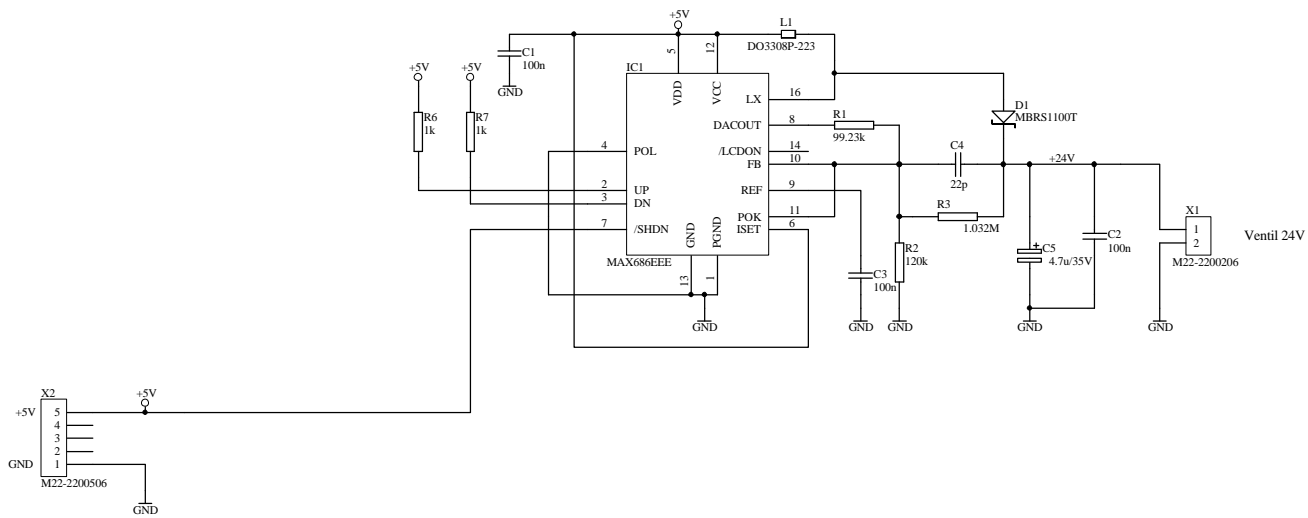 +5V
L1
C1
100n
5
12
DO3308P-223
+5V
+5V
IC1
VDD
VCC
GND
LX
16
D1
MBRS1100T
R6
1k
R7
1k
DACOUT
8
R1
99.23k
4
POL
/LCDON
14
C4
FB
10
+24V
22p
2
UP
REF
9
3
DN
R3
X1
7
/SHDN
POK
11
1.032M
1
ISET
6
2
Ventil 24V
GND
PGND
R2
120k
C2
100n
+
C5
4.7u/35V
M22-2200206
MAX686EEE
13
1
C3
100n
GND
GND
GND
GND
GND
X2
+5V
+5V
5
4
3
2
GND
1
M22-2200506
GND